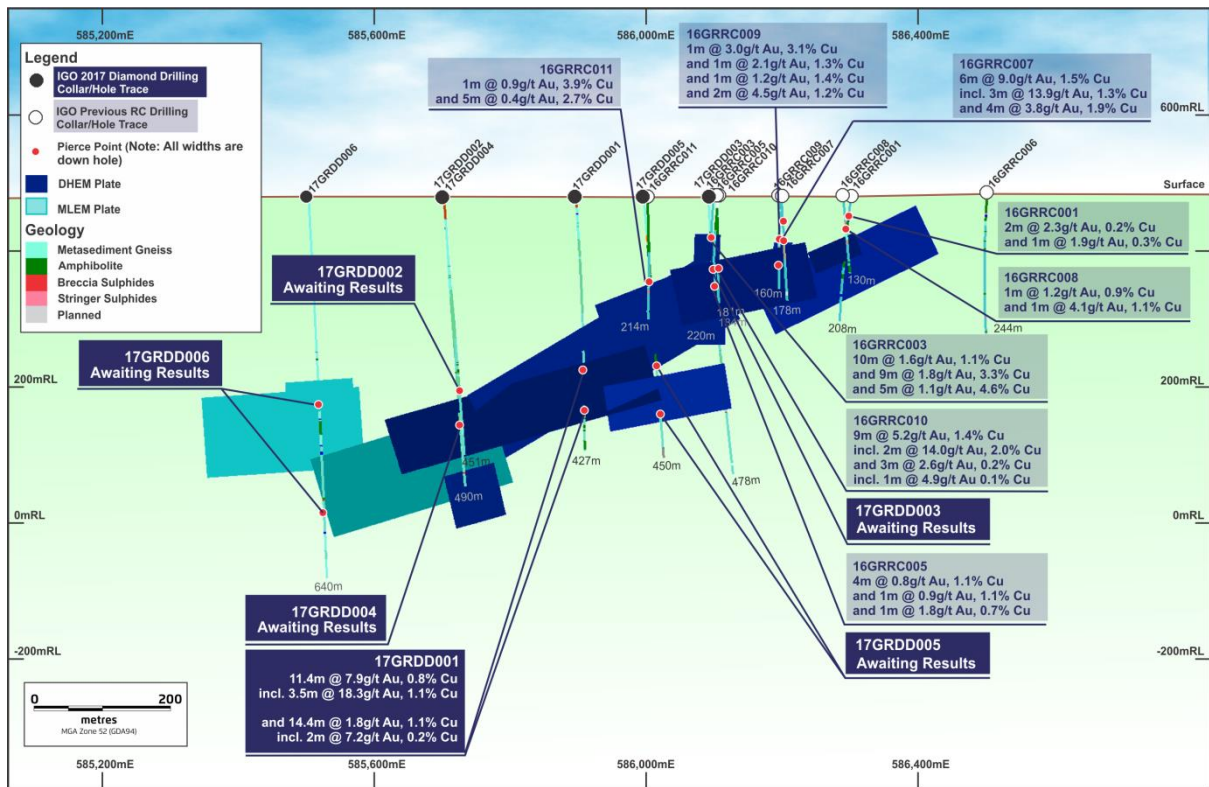 585,200mE
585,600mE
586,000mE
586,400mE
Legend
IGO 2017 Diamond Drilling
Collar/Hole Trace
IGO Previous RC Drilling
Collar/Hole Trace
Pierce Point (Note: All widths are
down hole)
DHEM Plate
MLEM Plate
Geology
Metasediment Gneiss
Amphibolite
Breccia Sulphides
Stringer Sulphides
Planned
16GRRC011
1m @ 0.9g/t Au, 3.9% Cu
and 5m @ 0.4g/t Au, 2.7% Cu
16GRRC009
1m @ 3.0g/t Au, 3.1% Cu
and 1m @ 2.1g/t Au, 1.3% Cu
and 1m @ 1.2g/t Au, 1.4% Cu
and 2m @ 4.5g/t Au, 1.2% Cu
16GRRC007
6m @ 9.0g/t Au, 1.5% Cu
incl. 3m @ 13.9g/t Au, 1.3% Cu
and 4m @ 3.8g/t Au, 1.9% Cu
600mRL
600mRL
17GRDD006
17GRDD002
17GRDD004
17GRDD001
17GRDD005
16GRRC011
17GRDD003
16GRRC003
16GRRC005
16GRRC010
16GRRC009
16GRRC007
16GRRC008
16GRRC001
16GRRC006
Surface
16GRRC001
2m @ 2.3g/t Au, 0.2% Cu
and 1m @ 1.9g/t Au, 0.3% Cu
16GRRC008
1m @ 1.2g/t Au, 0.9% Cu
and 1m @ 4.1g/t Au, 1.1% Cu
17GRDD002
Awaiting Results
130m
160m
178m
181m
214m
220m
208m
244m
17GRDD006
Awaiting Results
200mRL
200mRL
16GRRC003
10m @ 1.6g/t Au, 1.1% Cu
and 9m @ 1.8g/t Au, 3.3% Cu
and 5m @ 1.1g/t Au, 4.6% Cu
16GRRC010
9m @ 5.2g/t Au, 1.4% Cu
incl. 2m @ 14.0g/t Au, 2.0% Cu
and 3m @ 2.6g/t Au, 0.2% Cu
incl. 1m @ 4.9g/t Au 0.1% Cu
451m
427m
450m
478m
490m
0mRL
0mRL
17GRDD003
Awaiting Results
640m
16GRRC005
4m @ 0.8g/t Au, 1.1% Cu
and 1m @ 0.9g/t Au, 1.1% Cu
and 1m @ 1.8g/t Au, 0.7% Cu
17GRDD004
Awaiting Results
17GRDD005
Awaiting Results
-200mRL
-200mRL
17GRDD001
11.4m @ 7.9g/t Au, 0.8% Cu
incl. 3.5m @ 18.3g/t Au, 1.1% Cu
and 14.4m @ 1.8g/t Au, 1.1% Cu
incl. 2m @ 7.2g/t Au, 0.2% Cu
0 200
metres
MGA Zone 52 (GDA94)
585,200mE
585,600mE
586,000mE
586,400mE